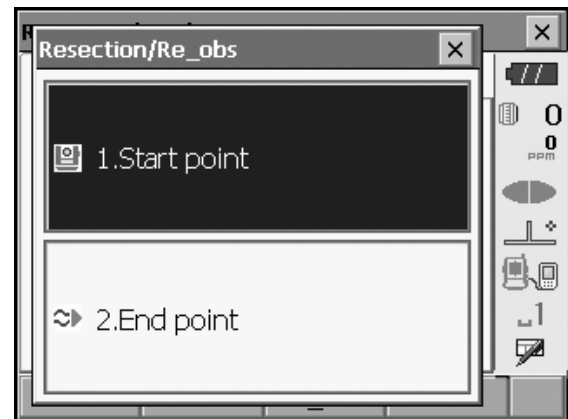 Resection/Re_obs
1.Start point
2.End point
0
0
PPM
1